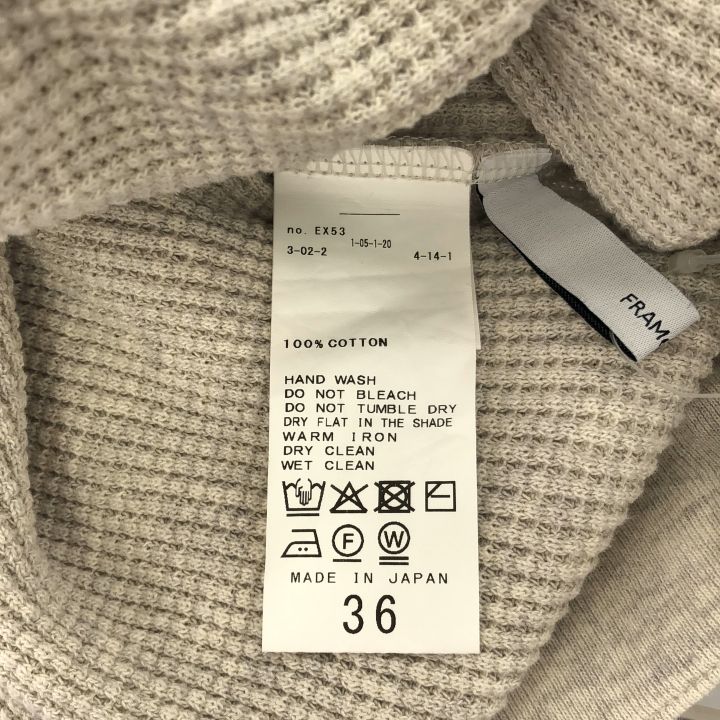 no. EX53
1-05-1-20
3-02-2
4-14-1
100% COTTON
HAND WASH
DO NOT BLEACH
DO NOT TUMBLE DRY
DRY FLAT IN THE SHADE
WARM IRON
DRY CLEAN
WET CLEAN
F W
MADE IN JAPAN
36